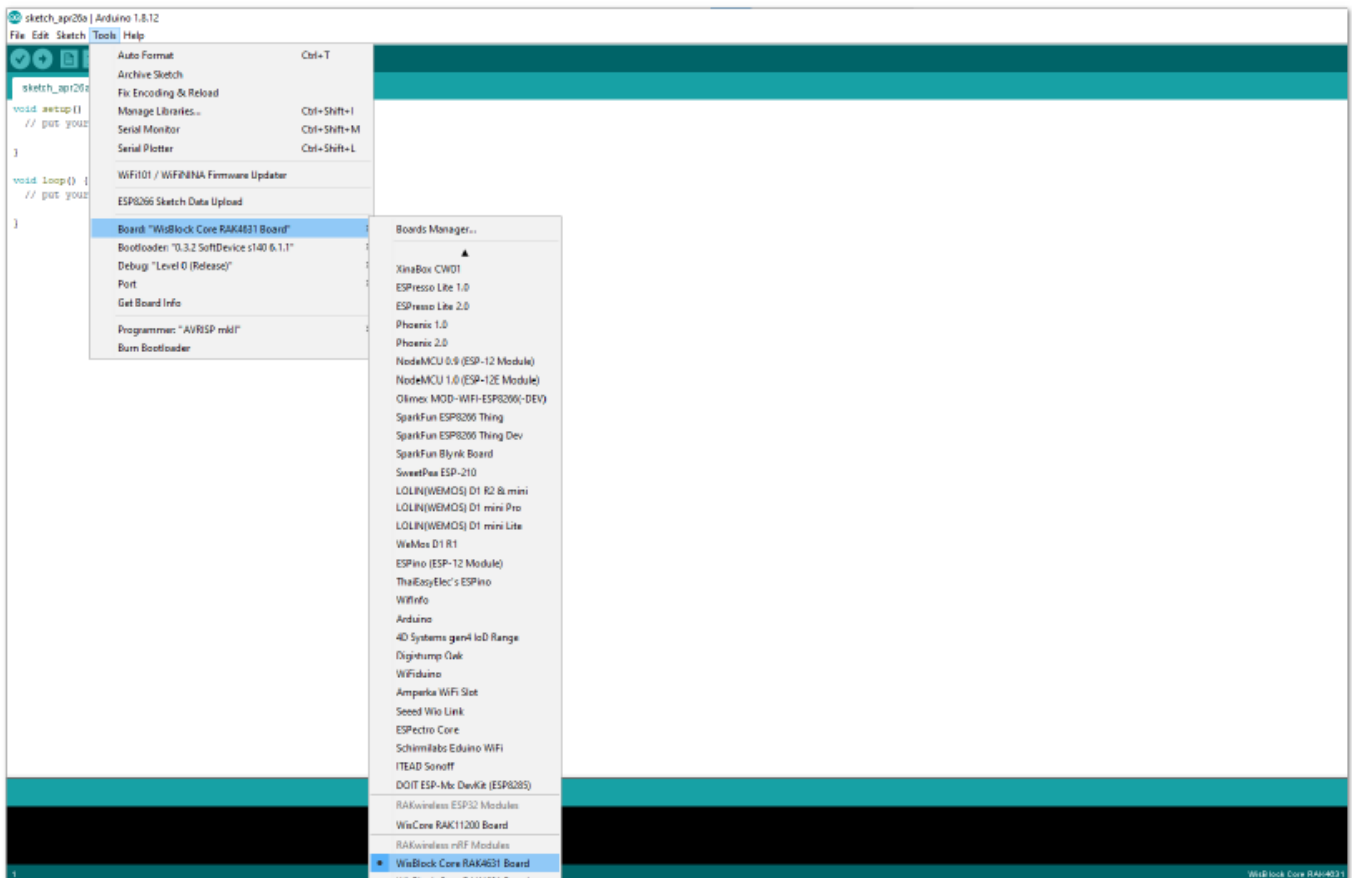 sketch_apr26a | Arduino 1.8.12
File Edit Sketch Tools Help
sketch_apr26a
void setup()
// put your
}
void loop() {
// put your
}
Auto Format Ctrl+T
Archive Sketch
Fix Encoding & Reload
Manage Libraries... Ctrl+Shift+I
Serial Monitor Ctrl+Shift+M
Serial Plotter Ctrl+Shift+L
WiFi101 / WiFiNINA Firmware Updater
ESP8266 Sketch Data Upload
Board: "WisBlock Core RAK4631 Board"
Bootloader: "0.3.2 SoftDevice s140 6.1.1"
Debug: "Level 0 (Release)"
Port
Get Board Info
Programmer: "AVRISP mkII"
Burn Bootloader
Boards Manager...
XinaBox CW01
ESPresso Lite 1.0
ESPresso Lite 2.0
Phoenix 1.0
Phoenix 2.0
NodeMCU 0.9 (ESP-12 Module)
NodeMCU 1.0 (ESP-12E Module)
Olimex MOD-WIFI-ESP8266(-DEV)
SparkFun ESP8266 Thing
SparkFun ESP8266 Thing Dev
SparkFun Blynk Board
SweetPea ESP-210
LOLIN(WEMOS) D1 R2 & mini
LOLIN(WEMOS) D1 mini Pro
LOLIN(WEMOS) D1 mini Lite
WeMos D1 R1
ESPino (ESP-12 Module)
ThaiEasyElec's ESPino
WifInfo
Arduino
4D Systems gen4 IoD Range
Digistump Oak
WiFiduino
Amperka WiFi Slot
Seeed Wio Link
ESPectro Core
Schirmilabs Eduino WiFi
ITEAD Sonoff
DOIT ESP-Mx DevKit (ESP8285)
RAKwireless ESP32 Modules
WisCore RAK11200 Board
RAKwireless nRF Modules
WisBlock Core RAK4631 Board
1
WisBlock Core RAK4631